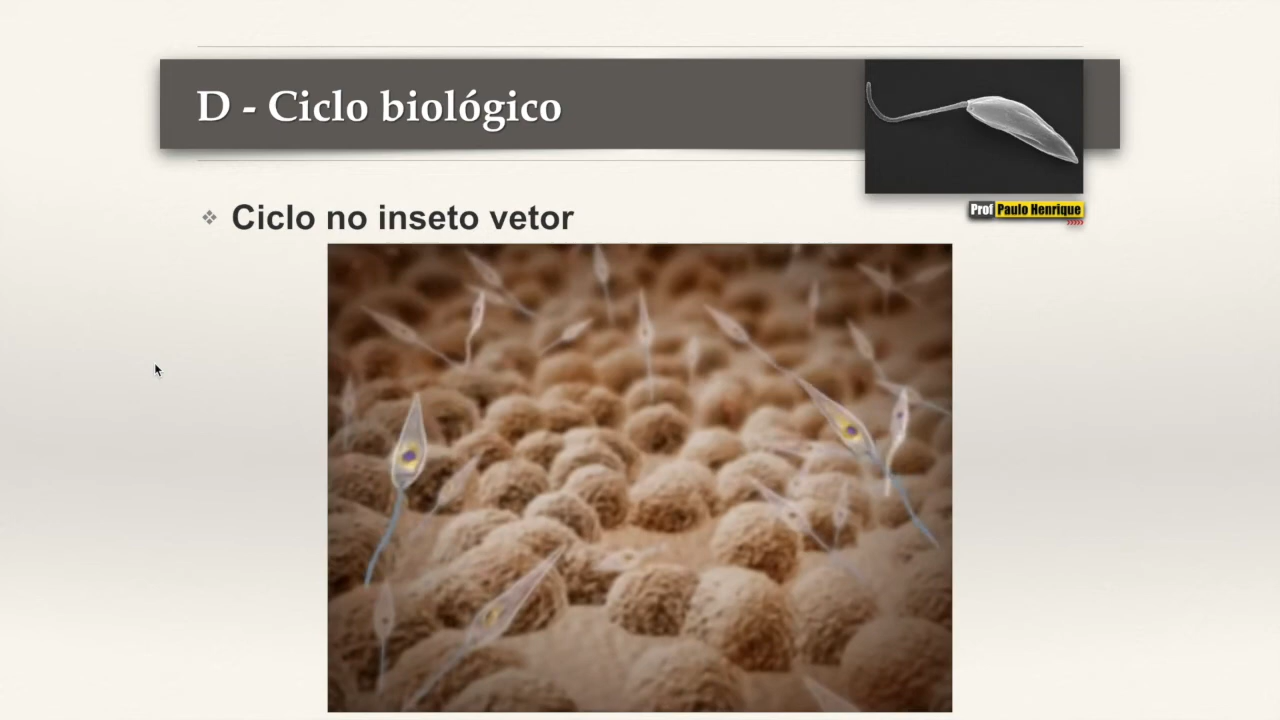 D - Ciclo biológico
Prof Paulo Henrique
Ciclo no inseto vetor